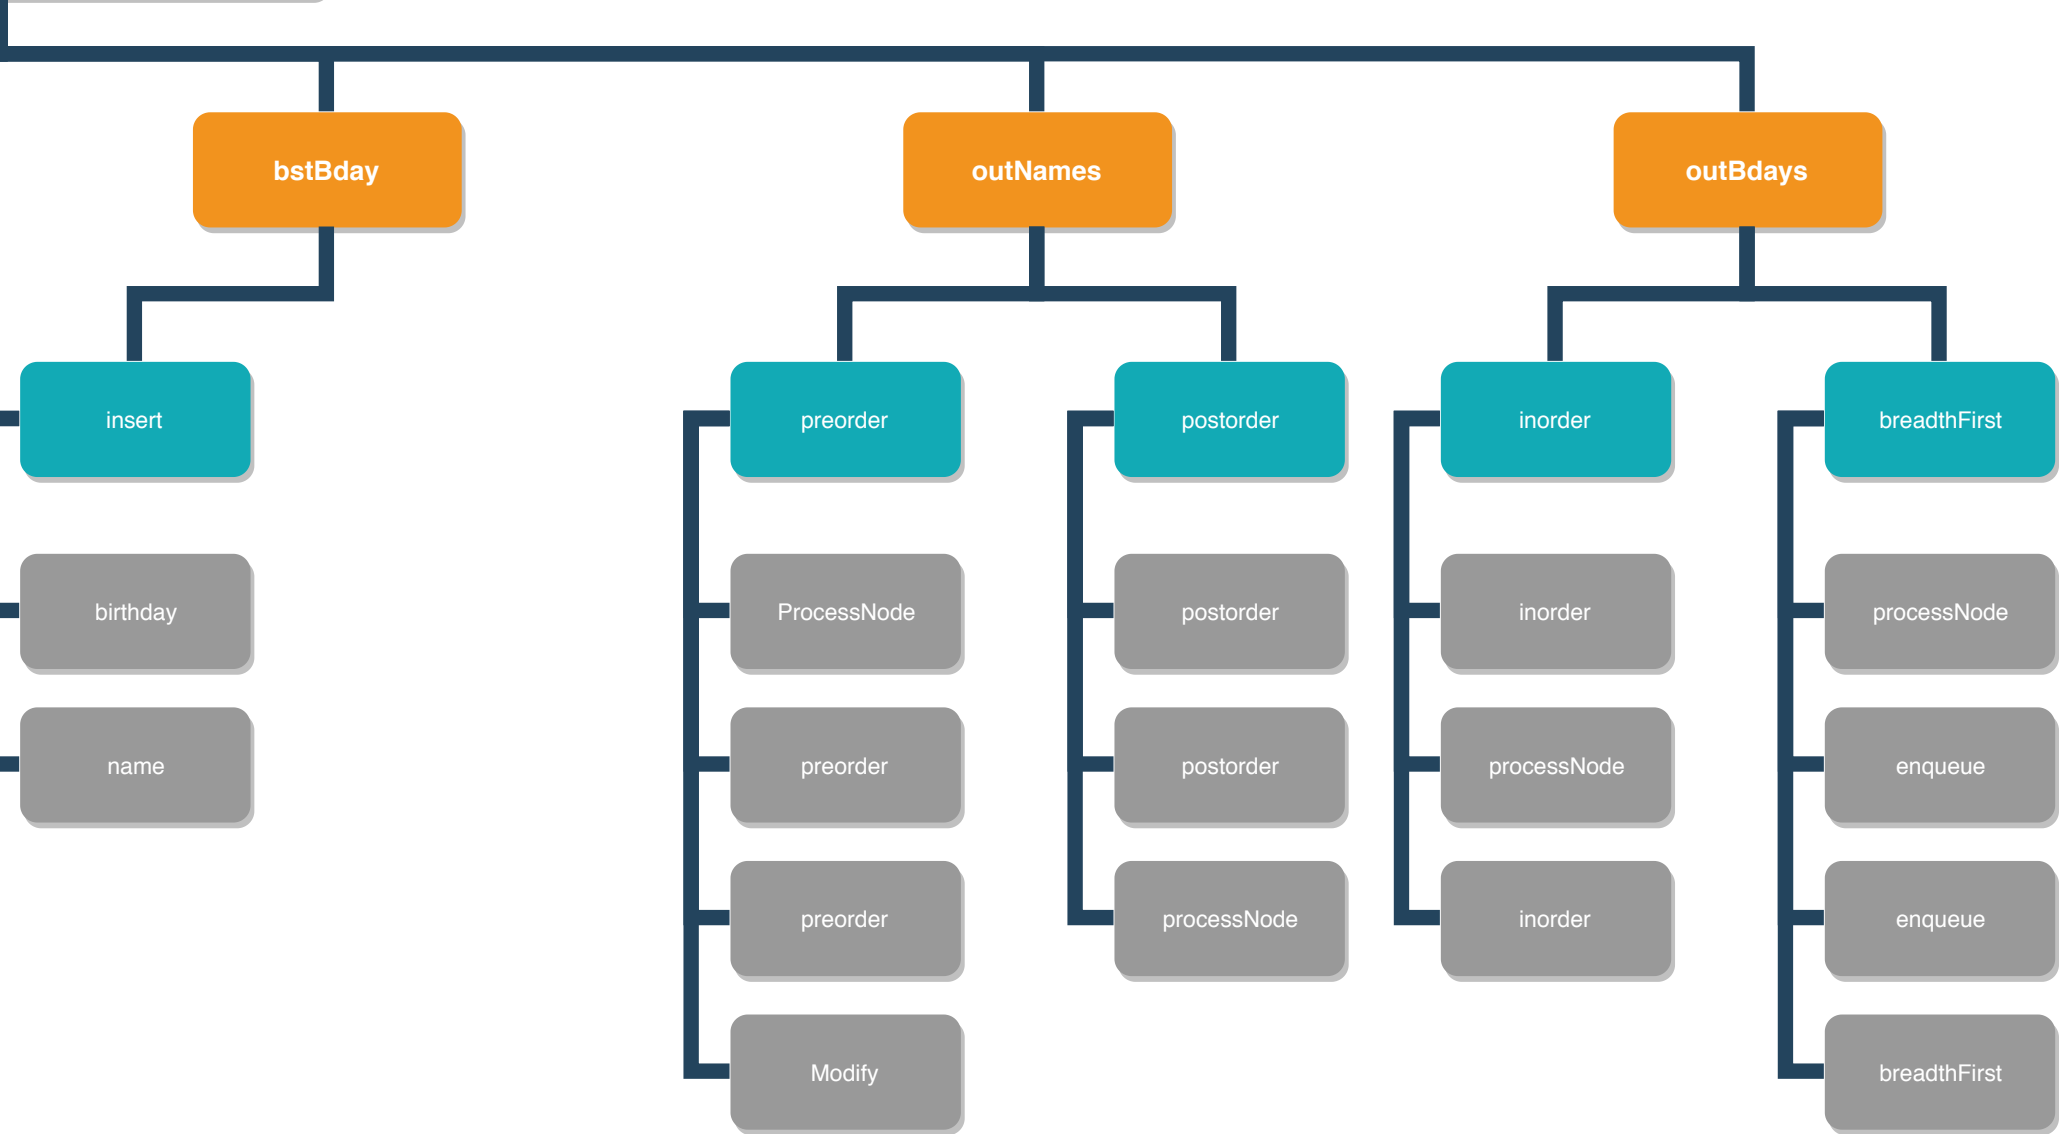 bstBday
outNames
outBdays
insert
preorder
postorder
inorder
breadthFirst
birthday
ProcessNode
postorder
inorder
processNode
name
preorder
postorder
processNode
enqueue
preorder
processNode
inorder
enqueue
Modify
breadthFirst